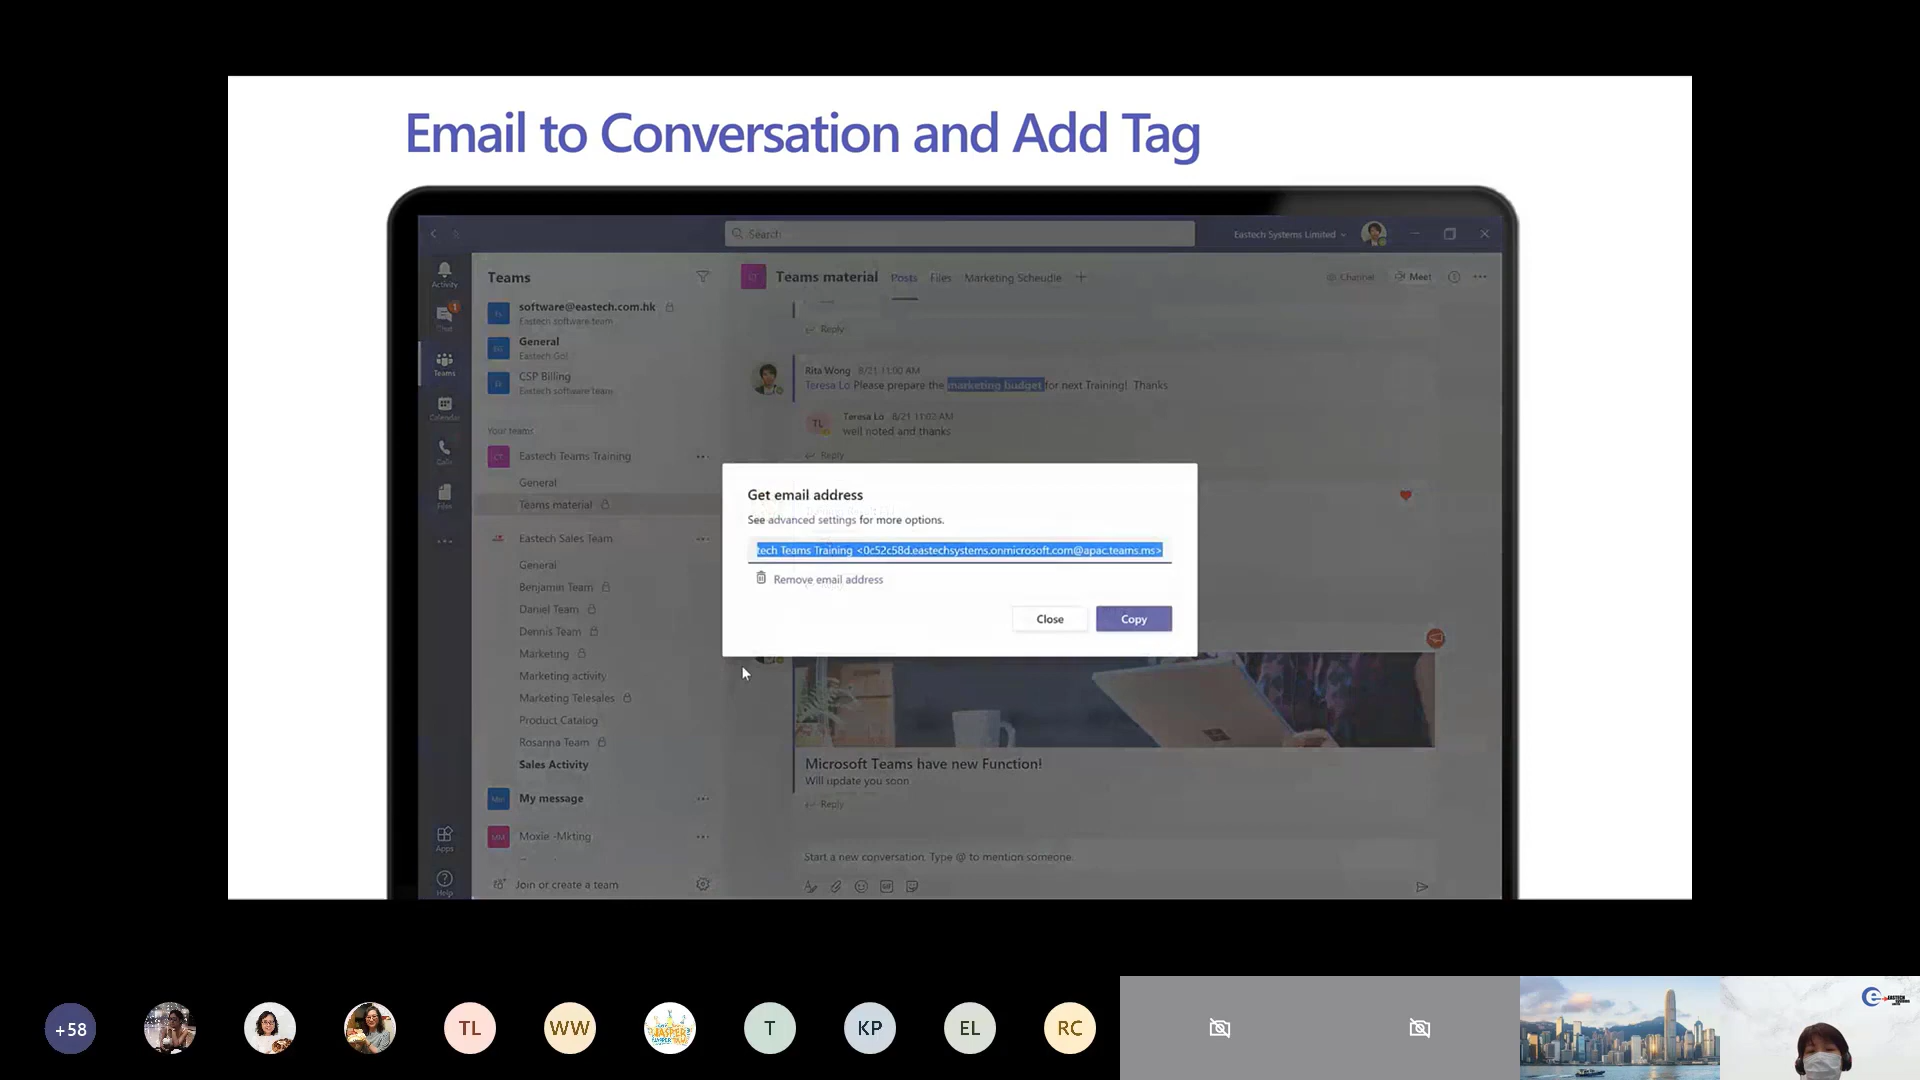 Email to Conversation and Add Tag
Search
Eastech Systems Limited
Activity
Chat
1
Teams
Calendar
Calls
Files
Apps
Help
Teams
software@eastech.com.hk
Eastech software team
General
Eastech Go!
CSP Billing
Eastech software team
Your teams
Eastech Teams Training
General
Teams material
Eastech Sales Team
General
Benjamin Team
Daniel Team
Dennis Team
Marketing
Marketing activity
Marketing Telesales
Product Catalog
Rosanna Team
Sales Activity
My message
Moxie -Mkting
Join or create a team
CT
Teams material Posts Files Marketing Scheudle
Channel Meet
Reply
Rita Wong 8/21 11:00 AM
Teresa Lo Please prepare the marketing budget for next Training! Thanks
TL
Teresa Lo 8/21 11:02 AM
well noted and thanks
Reply
Get email address
See advanced settings for more options.
tech Teams Training <0c52c58d.eastechsystems.onmicrosoft.com@apac.teams.ms>
Remove email address
Close Copy
Microsoft Teams have new Function!
Will update you soon
Reply
Start a new conversation. Type @ to mention someone.
+58
TL
WW
JASPER
T
KP
EL
RC